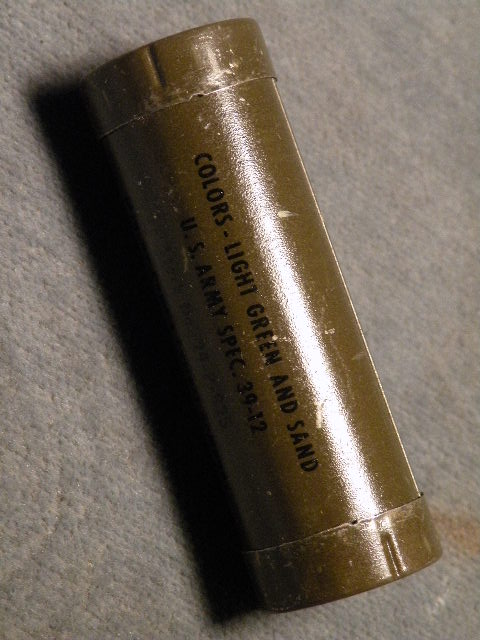 COLORS - LIGHT GREEN AND SAND
U. S. ARMY SPEC. 39-12